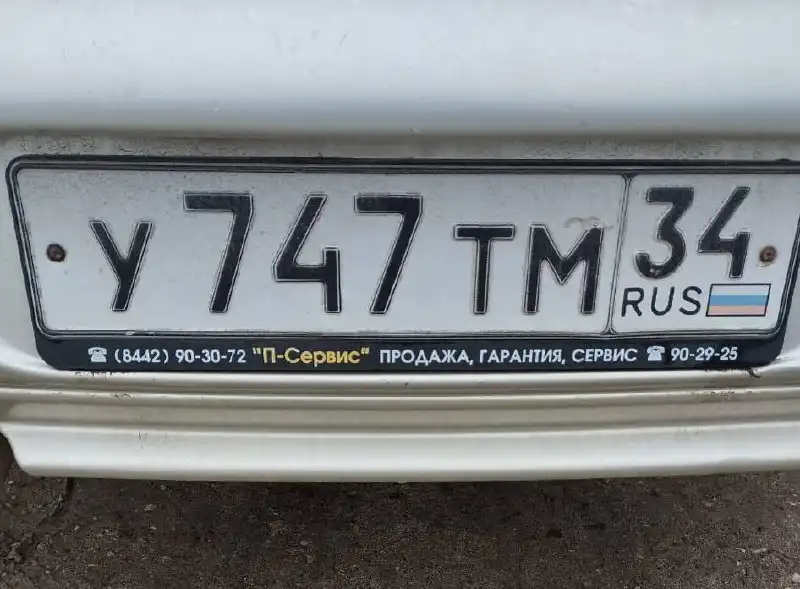 У 747 ТМ 34
RUS
☎ (8442) 90-30-72 "П-Сервис" ПРОДАЖА, ГАРАНТИЯ, СЕРВИС ☎ 90-29-25